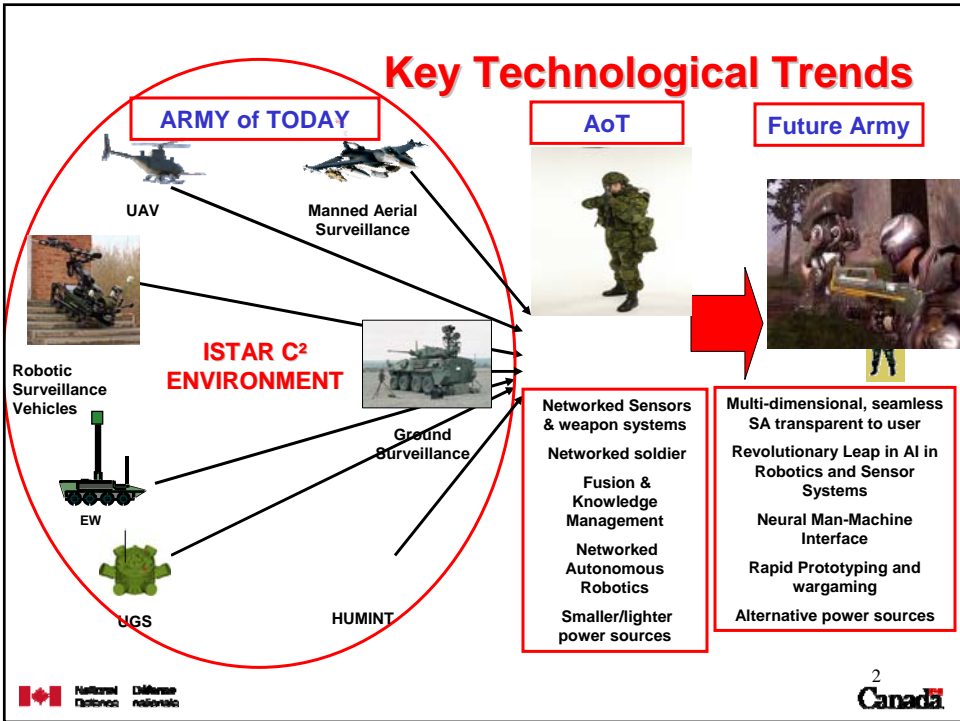 Key Technological Trends
ARMY of TODAY
AoT
Future Army
UAV
Manned Aerial
Surveillance
ISTAR C²
ENVIRONMENT
Robotic
Surveillance
Vehicles
Ground
Surveillance
EW
UGS
HUMINT
Networked Sensors
& weapon systems
Networked soldier
Fusion &
Knowledge
Management
Networked
Autonomous
Robotics
Smaller/lighter
power sources
Multi-dimensional, seamless
SA transparent to user
Revolutionary Leap in AI in
Robotics and Sensor
Systems
Neural Man-Machine
Interface
Rapid Prototyping and
wargaming
Alternative power sources
National Défense
Defence nationale
2
Canada